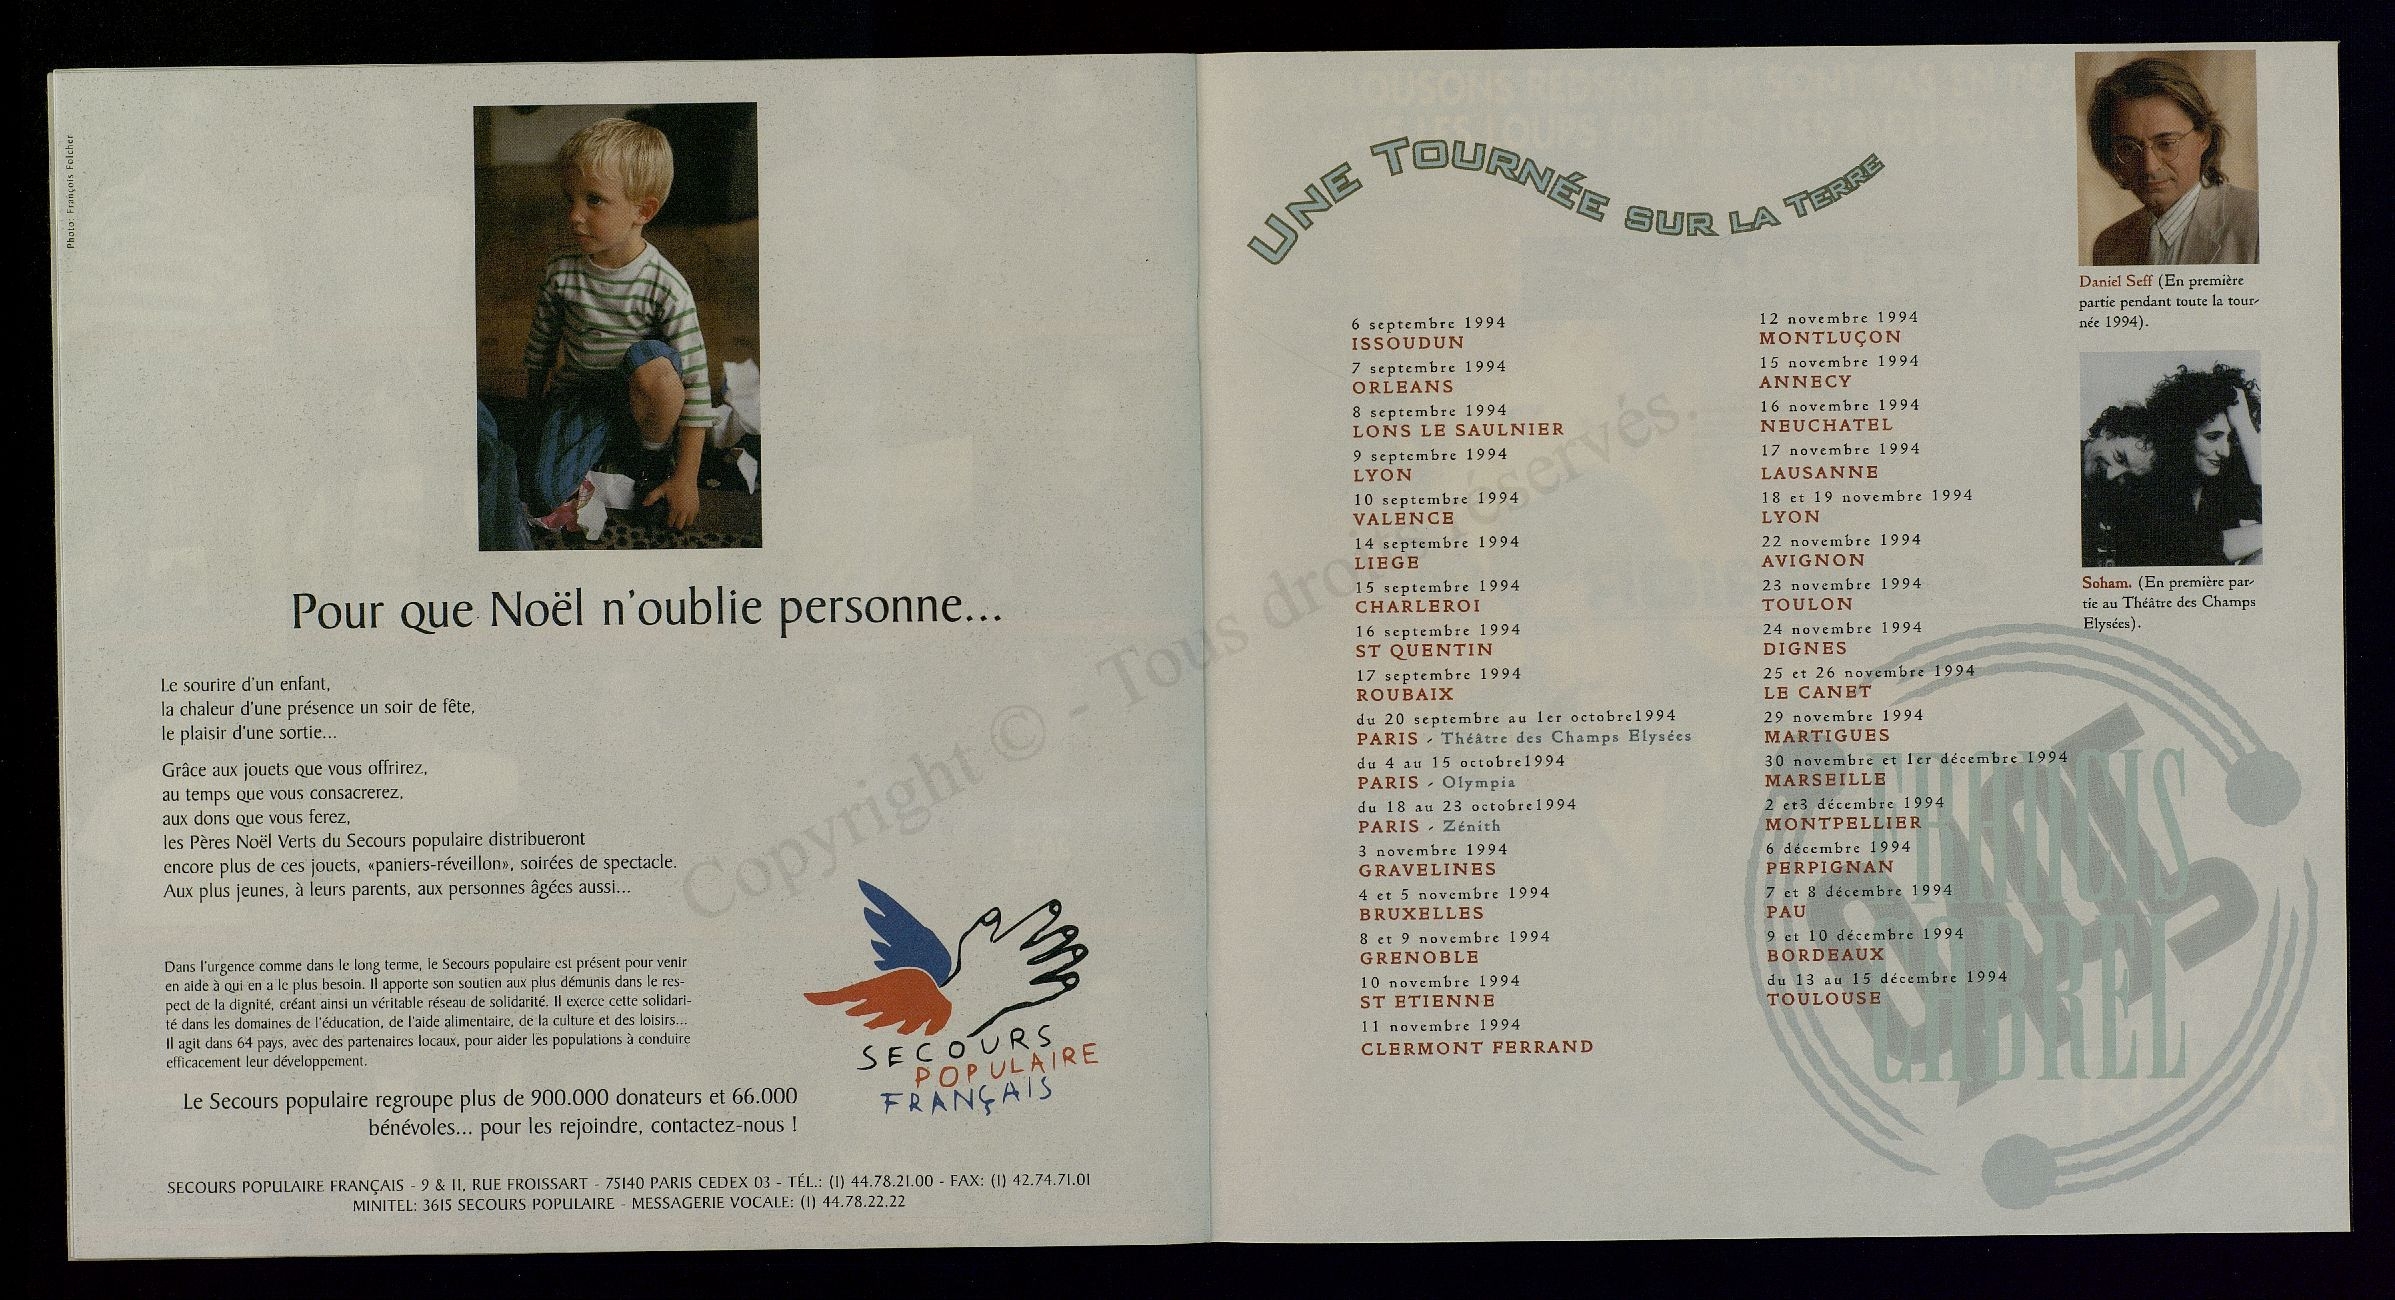 Photo: François Folcher
Pour que Noël n'oublie personne...
Le sourire d'un enfant,
la chaleur d'une présence un soir de fête,
le plaisir d'une sortie...
Grâce aux jouets que vous offrirez,
au temps que vous consacrerez,
aux dons que vous ferez,
les Pères Noël Verts du Secours populaire distribueront
encore plus de ces jouets, «paniers-réveillon», soirées de spectacle.
Aux plus jeunes, à leurs parents, aux personnes âgées aussi...
Dans l'urgence comme dans le long terme, le Secours populaire est présent pour venir
en aide à qui en a le plus besoin. Il apporte son soutien aux plus démunis dans le res-
pect de la dignité, créant ainsi un véritable réseau de solidarité. Il exerce cette solidari-
té dans les domaines de l'éducation, de l'aide alimentaire, de la culture et des loisirs...
Il agit dans 64 pays, avec des partenaires locaux, pour aider les populations à conduire
efficacement leur développement.
SECOURS
POPULAIRE
FRANÇAIS
Le Secours populaire regroupe plus de 900.000 donateurs et 66.000
bénévoles... pour les rejoindre, contactez-nous !
SECOURS POPULAIRE FRANÇAIS - 9 & 11, RUE FROISSART - 75140 PARIS CEDEX 03 - TÉL.: (1) 44.78.21.00 - FAX: (1) 42.74.71.01
MINITEL: 3615 SECOURS POPULAIRE - MESSAGERIE VOCALE: (1) 44.78.22.22
Copyright © - Tous droits réservés.
UNE TOURNÉE SUR LA TERRE
6 septembre 1994
ISSOUDUN
7 septembre 1994
ORLEANS
8 septembre 1994
LONS LE SAULNIER
9 septembre 1994
LYON
10 septembre 1994
VALENCE
14 septembre 1994
LIEGE
15 septembre 1994
CHARLEROI
16 septembre 1994
ST QUENTIN
17 septembre 1994
ROUBAIX
du 20 septembre au 1er octobre1994
PARIS - Théâtre des Champs Elysées
du 4 au 15 octobre1994
PARIS - Olympia
du 18 au 23 octobre1994
PARIS - Zénith
3 novembre 1994
GRAVELINES
4 et 5 novembre 1994
BRUXELLES
8 et 9 novembre 1994
GRENOBLE
10 novembre 1994
ST ETIENNE
11 novembre 1994
CLERMONT FERRAND
12 novembre 1994
MONTLUÇON
15 novembre 1994
ANNECY
16 novembre 1994
NEUCHATEL
17 novembre 1994
LAUSANNE
18 et 19 novembre 1994
LYON
22 novembre 1994
AVIGNON
23 novembre 1994
TOULON
24 novembre 1994
DIGNES
25 et 26 novembre 1994
LE CANET
29 novembre 1994
MARTIGUES
30 novembre et 1er décembre 1994
MARSEILLE
2 et3 décembre 1994
MONTPELLIER
6 décembre 1994
PERPIGNAN
7 et 8 décembre 1994
PAU
9 et 10 décembre 1994
BORDEAUX
du 13 au 15 décembre 1994
TOULOUSE
FRANCIS
CABREL
Daniel Seff (En première
partie pendant toute la tour-
née 1994).
Soham. (En première par-
tie au Théâtre des Champs
Elysées).